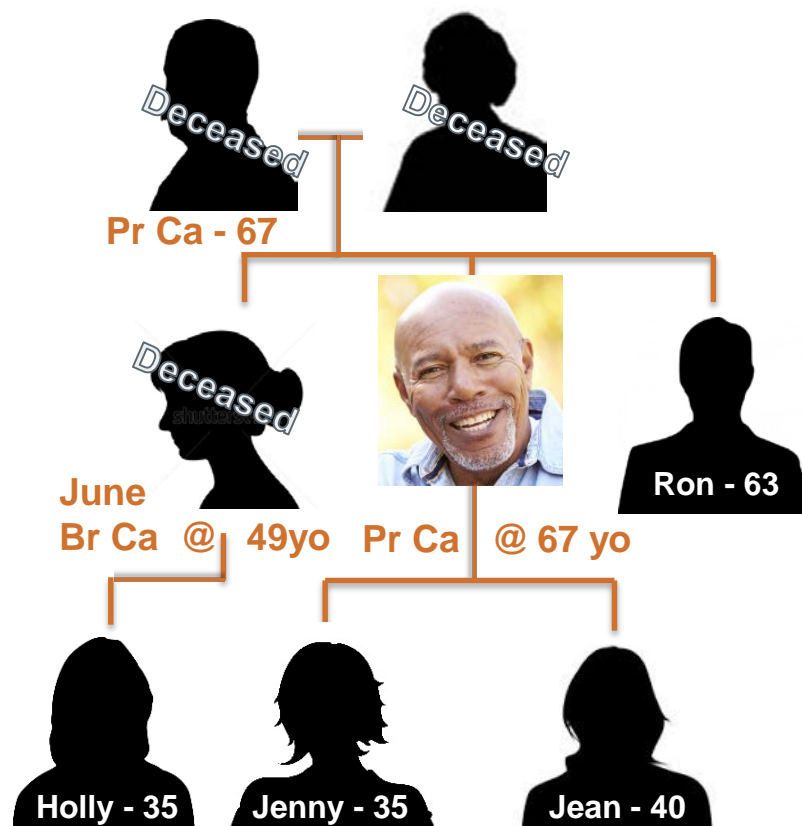 Deceased
Deceased
Pr Ca - 67
Deceased
Ron - 63
June
Br Ca @ 49yo
Pr Ca @ 67 yo
Holly - 35
Jenny - 35
Jean - 40